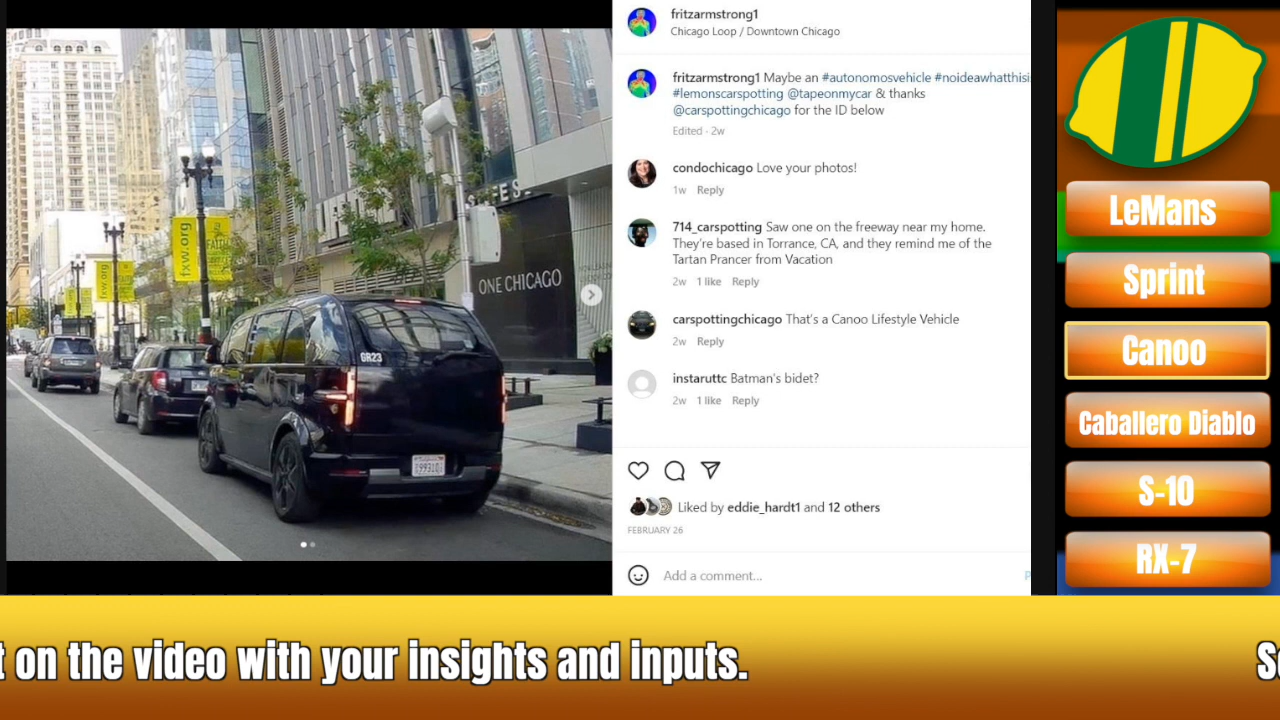 fritzarmstrong1
Chicago Loop / Downtown Chicago
fritzarmstrong1 Maybe an #autonomosvehicle #noideawhatthisi
#lemonscarspotting @tapeonmycar & thanks
@carspottingchicago for the ID below
Edited · 2w
condochicago Love your photos!
1w Reply
714_carspotting Saw one on the freeway near my home.
They're based in Torrance, CA, and they remind me of the
Tartan Prancer from Vacation
2w 1 like Reply
carspottingchicago That's a Canoo Lifestyle Vehicle
2w Reply
instaruttc Batman's bidet?
2w 1 like Reply
Liked by eddie_hardt1 and 12 others
FEBRUARY 26
Add a comment...
P
fxw.org
FAITH
fxw.org
ONE CHICAGO
GR23
LeMans
Sprint
Canoo
Caballero Diablo
S-10
RX-7
t on the video with your insights and inputs.
Se